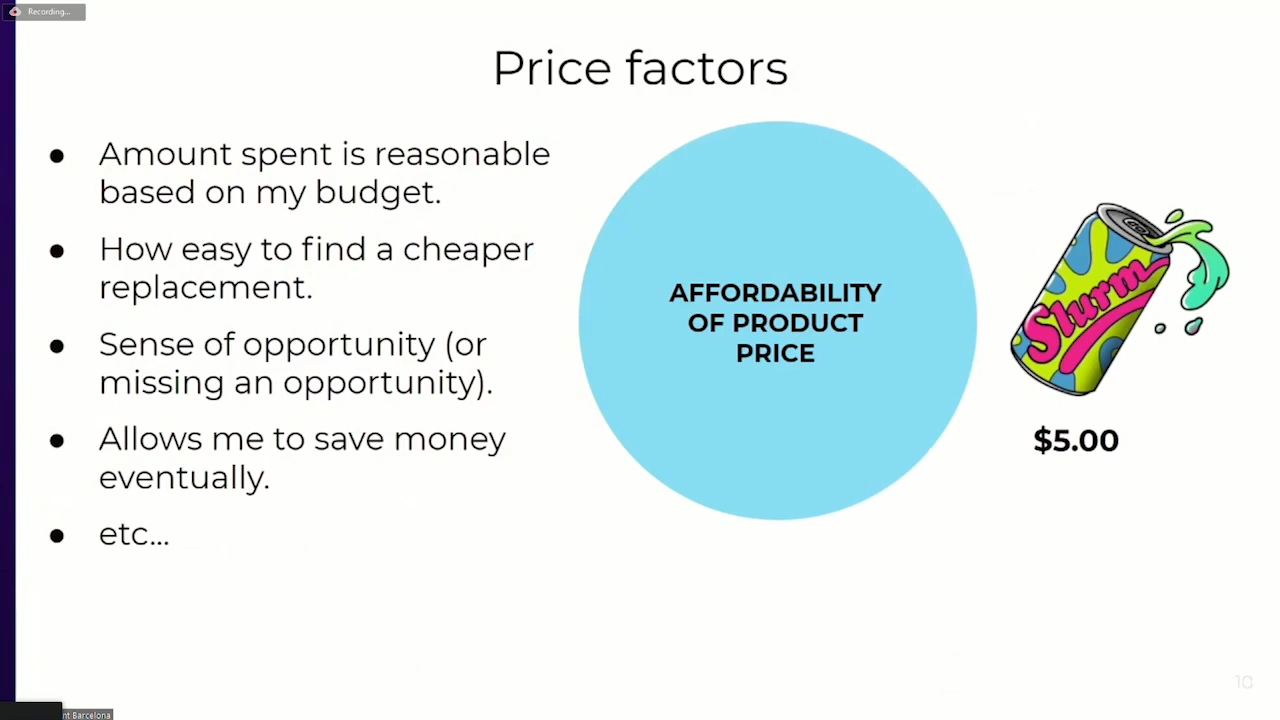 Recording...
Price factors
● Amount spent is reasonable
based on my budget.
● How easy to find a cheaper
replacement.
● Sense of opportunity (or
missing an opportunity).
● Allows me to save money
eventually.
● etc...
AFFORDABILITY
OF PRODUCT
PRICE
Slurm
$5.00
10
Barcelona